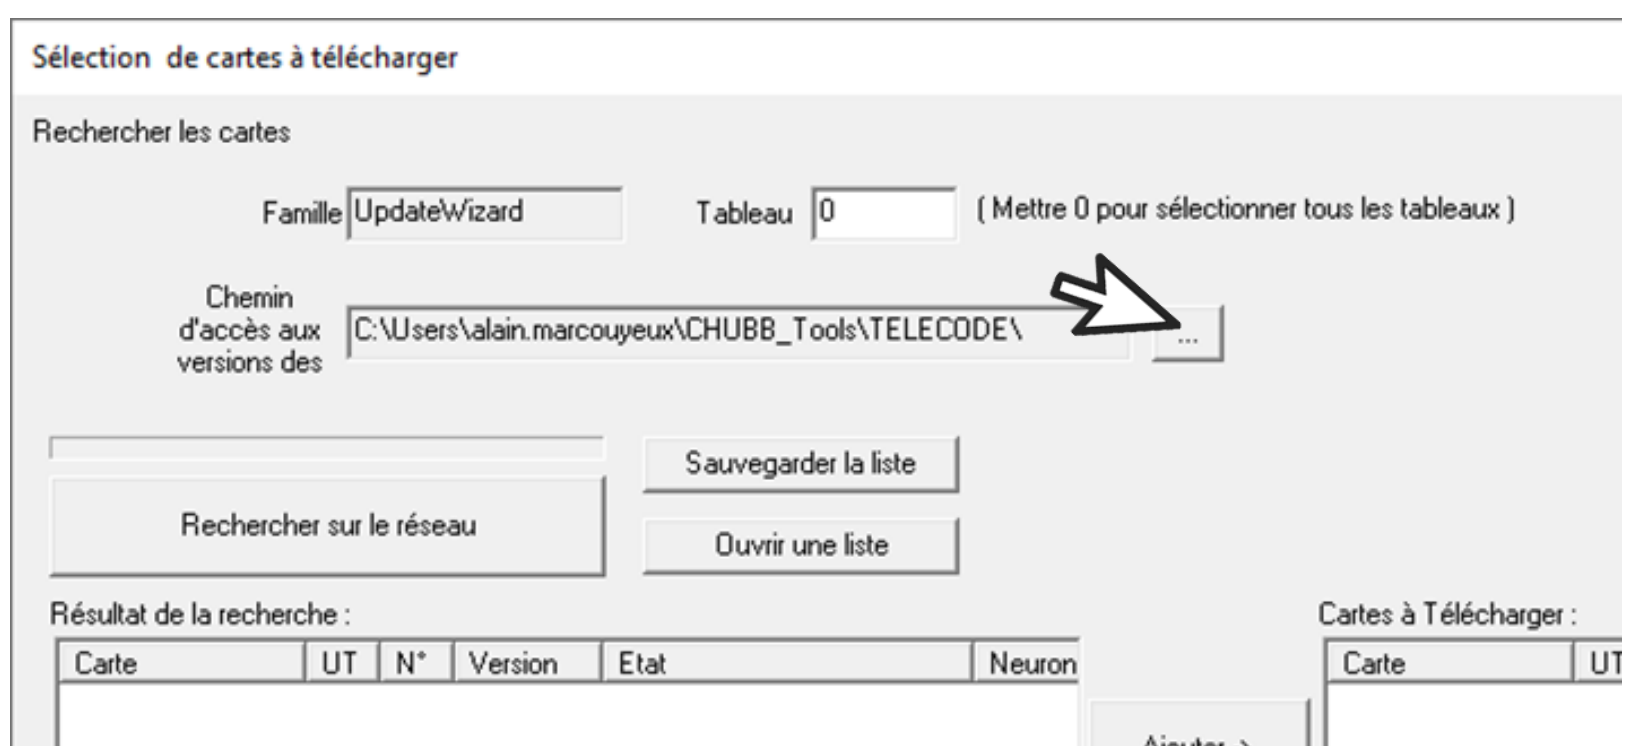 Sélection de cartes à télécharger
Rechercher les cartes
Famille UpdateWizard Tableau 0 ( Mettre 0 pour sélectionner tous les tableaux )
Chemin
d'accès aux
versions des
C:\Users\alain.marcouyeux\CHUBB_Tools\TELECODE\ ...
Sauvegarder la liste
Rechercher sur le réseau
Ouvrir une liste
Résultat de la recherche :
Cartes à Télécharger :
Carte UT N° Version Etat Neuron
Carte UT
Ajouter ->